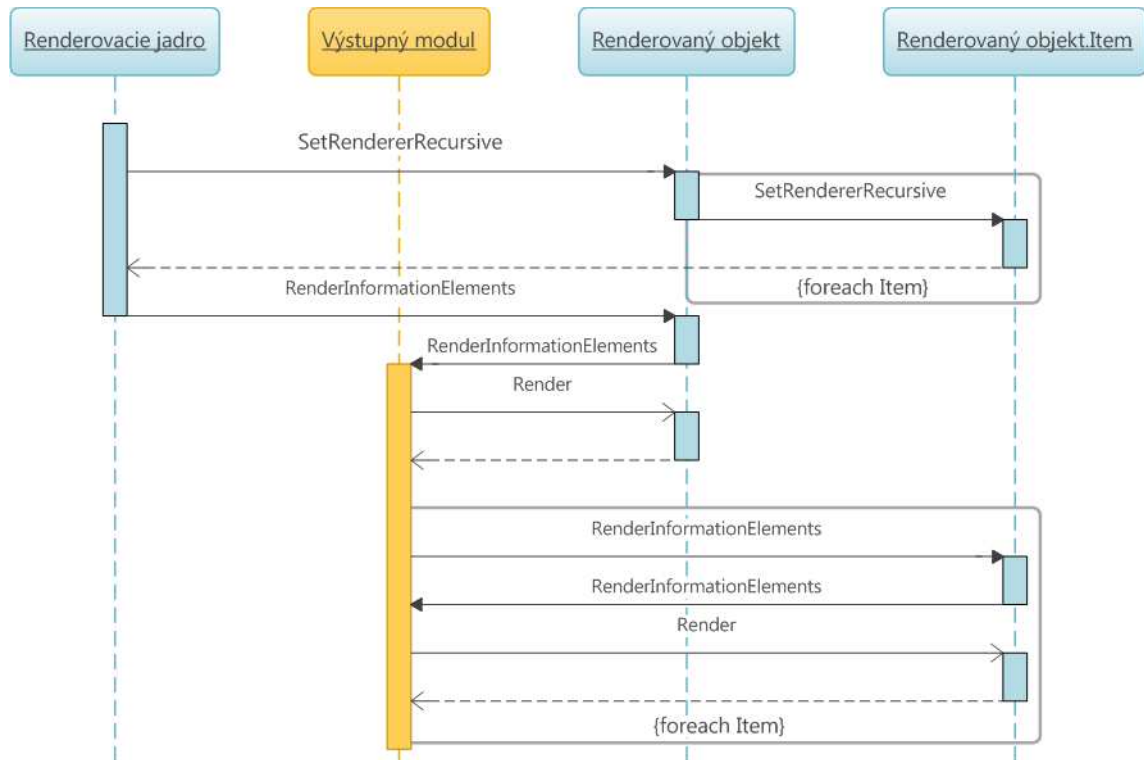 Renderovacie jadro
Výstupný modul
Renderovaný objekt
Renderovaný objekt.Item
SetRendererRecursive
SetRendererRecursive
{foreach Item}
RenderInformationElements
RenderInformationElements
Render
RenderInformationElements
RenderInformationElements
Render
{foreach Item}